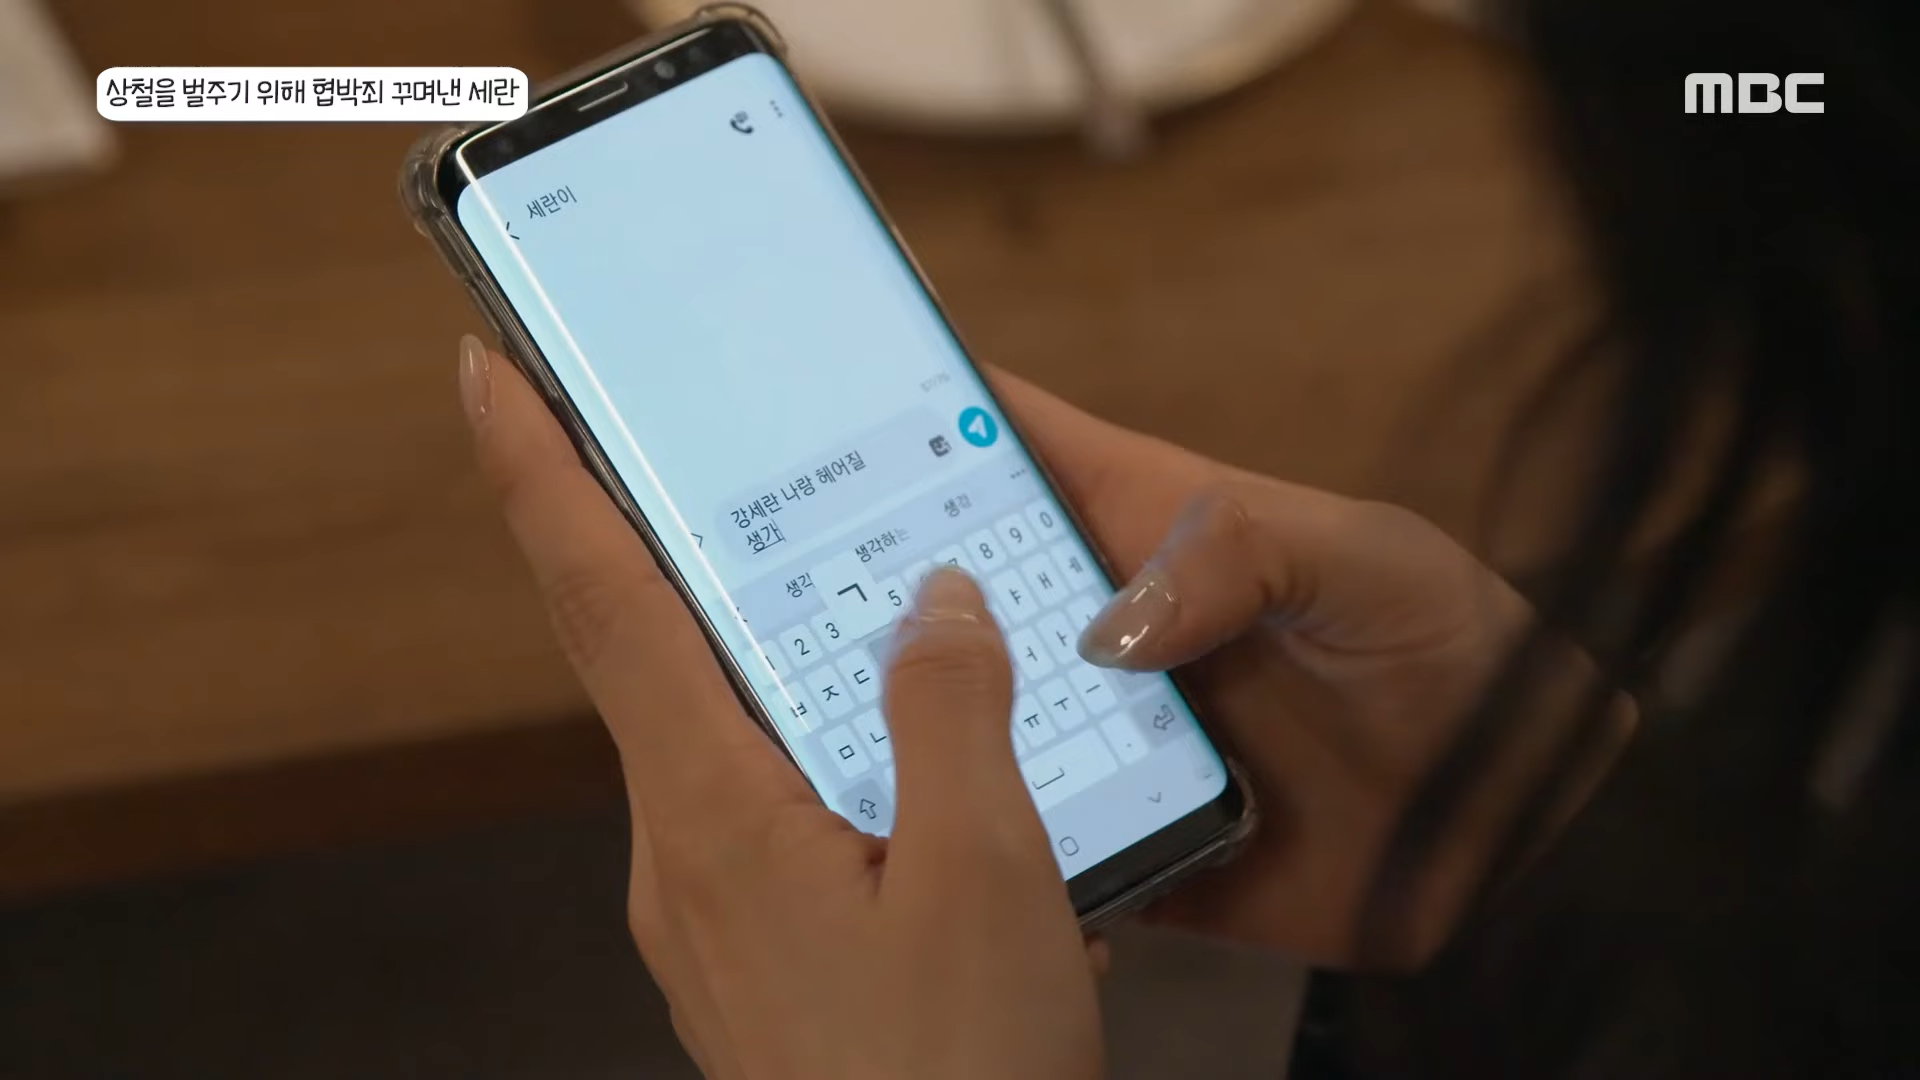 상철을 벌주기 위해 협박죄 꾸며낸 세란
MBC
세란이
강세란 나랑 헤어질
생가
생각
생각하는
생각
ㄱ
1 2 3 5 8 9 0
ㅂ ㅈ ㄷ ㅑ ㅐ ㅔ
ㅁ ㄴ ㅓ ㅏ ㅣ
ㅠ ㅜ ㅡ
.